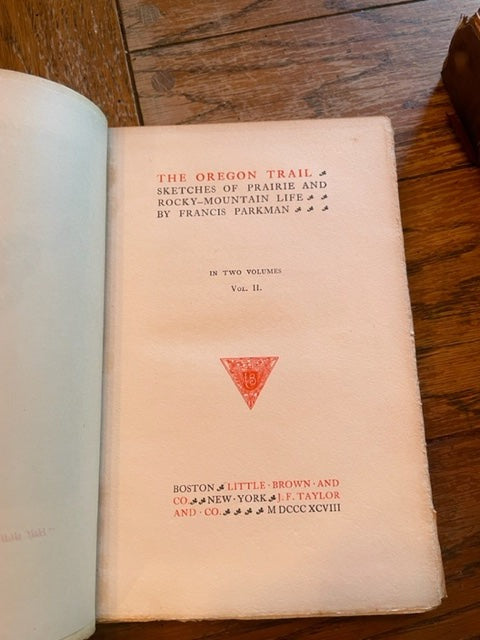 THE OREGON TRAIL
SKETCHES OF PRAIRIE AND
ROCKY–MOUNTAIN LIFE
BY FRANCIS PARKMAN
IN TWO VOLUMES
VOL. II.
LB
BOSTON LITTLE·BROWN·AND
CO. NEW·YORK J. F. TAYLOR
AND·CO. M DCCC XCVIII